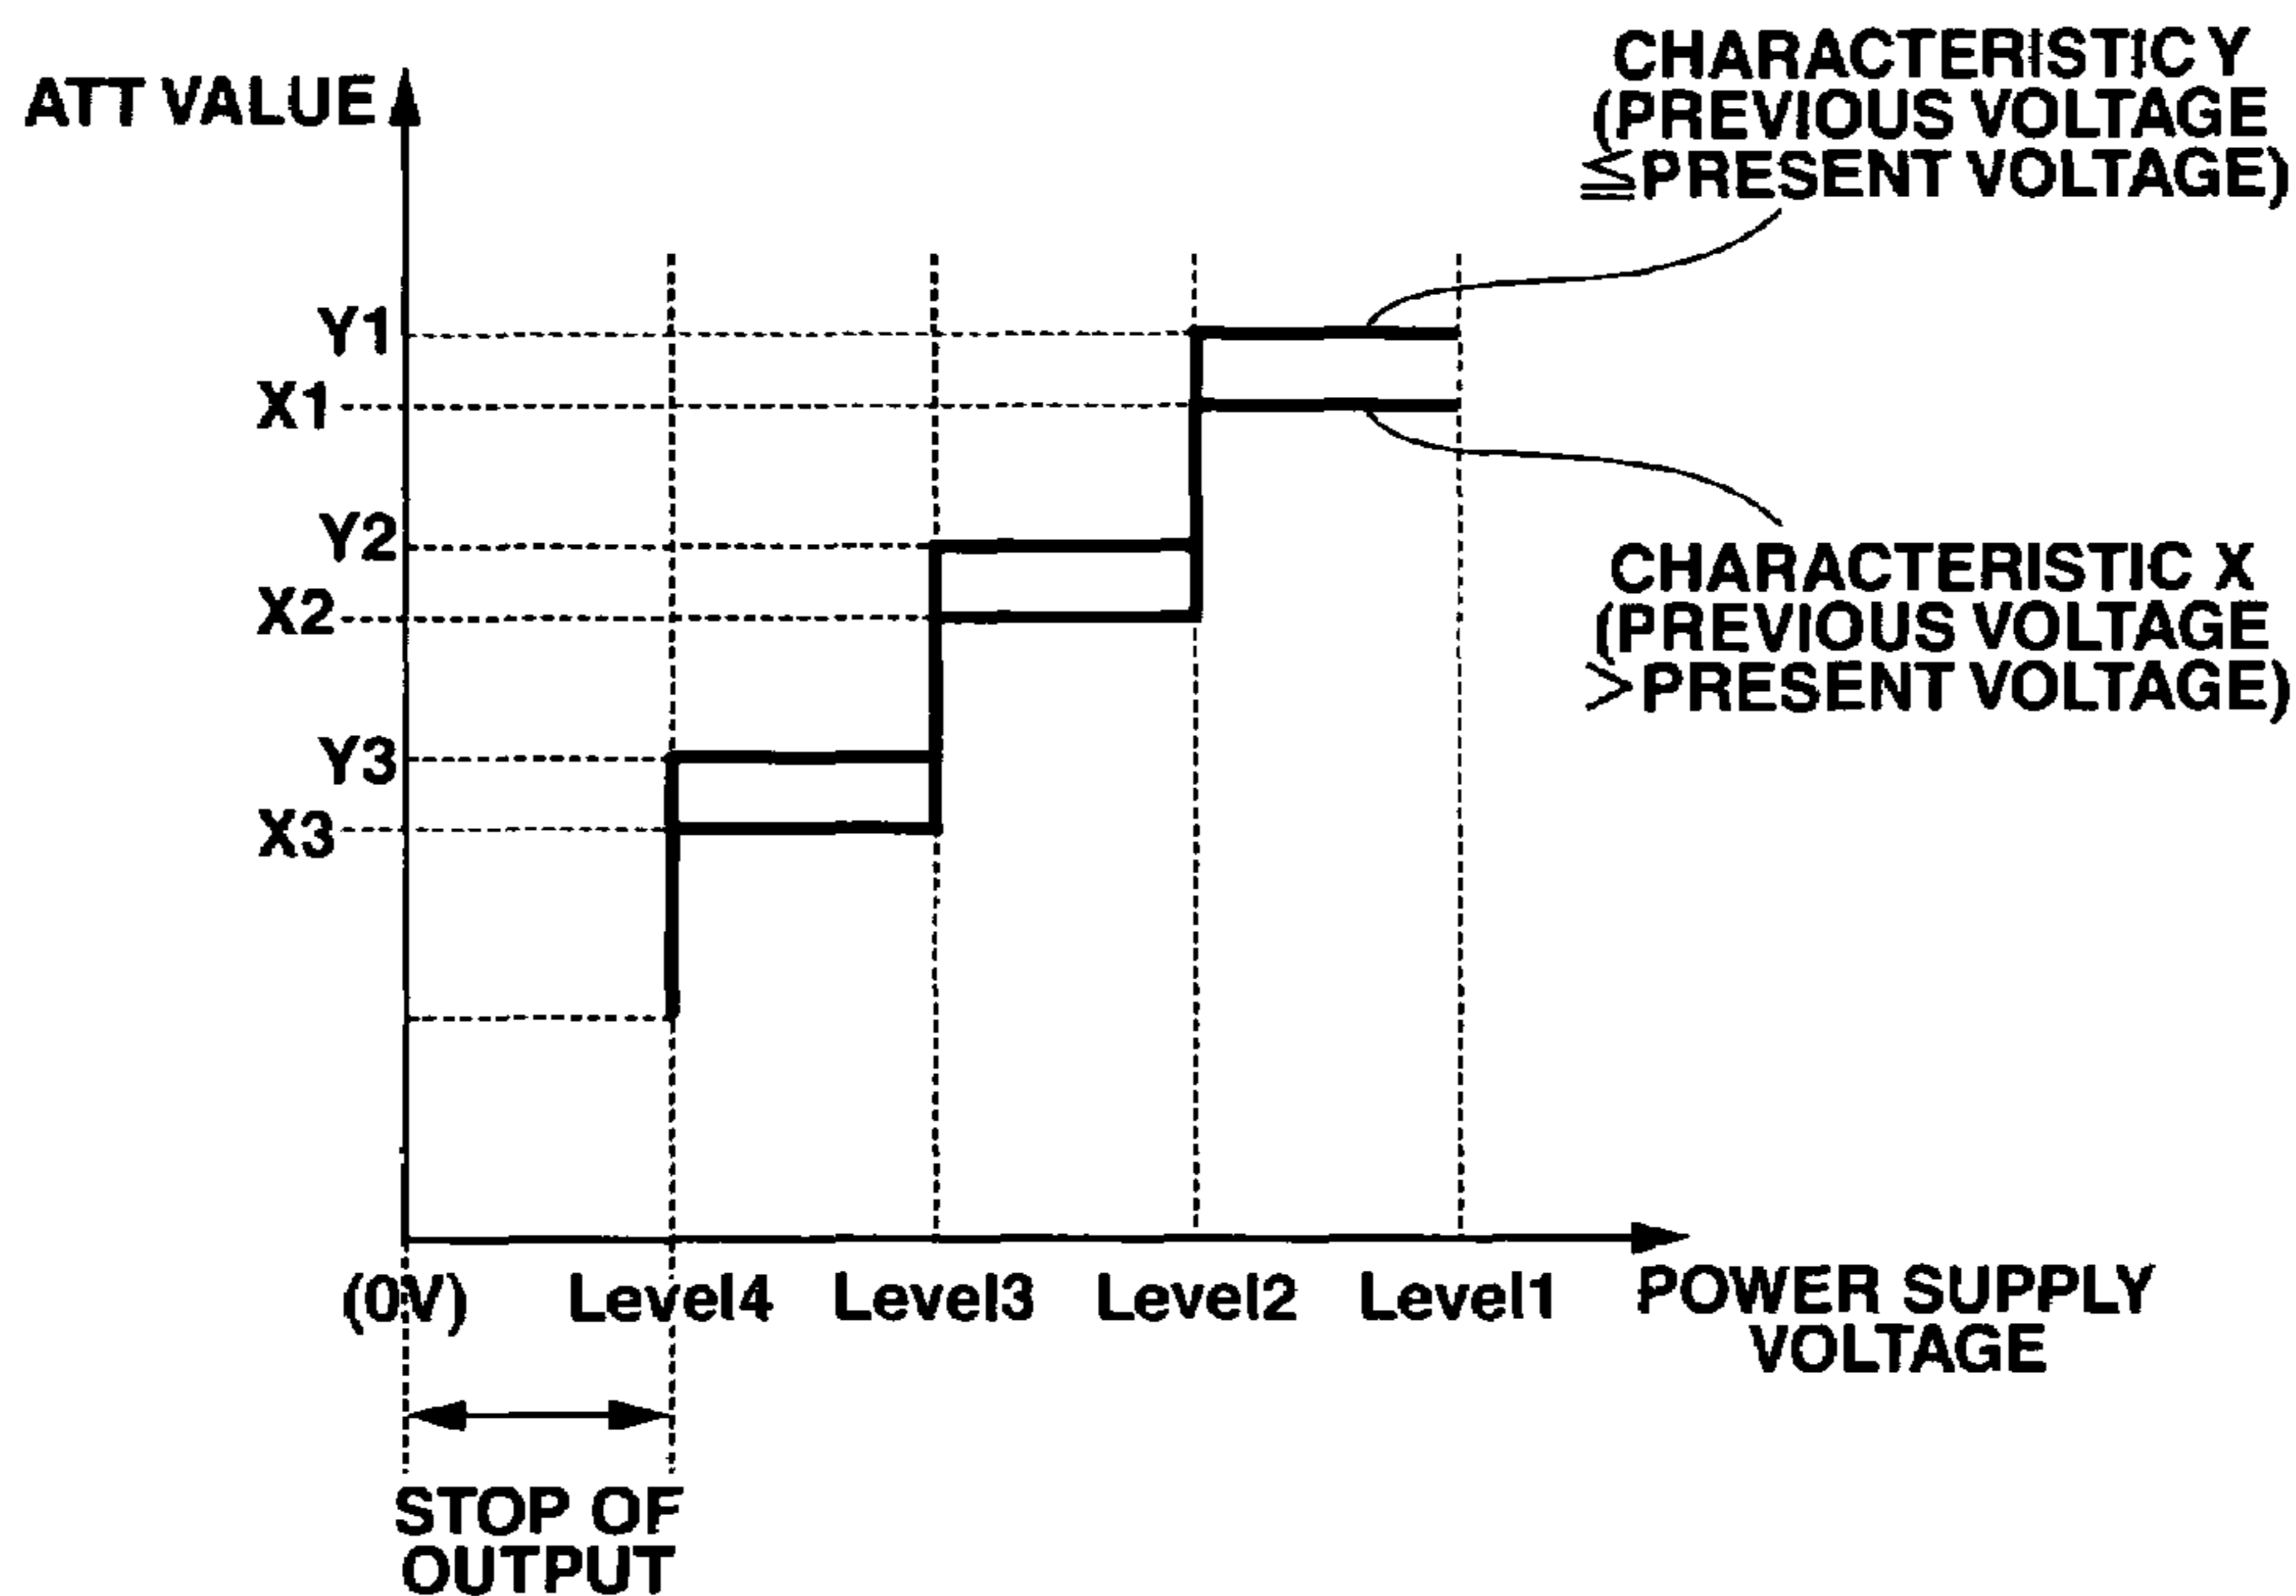 CHARACTERISTIC Y
(PREVIOUS VOLTAGE
≦PRESENT VOLTAGE)
ATT VALUE
Y1
X1
Y2
X2
CHARACTERISTIC X
(PREVIOUS VOLTAGE
>PRESENT VOLTAGE)
Y3
X3
(0V) Level4 Level3 Level2 Level1
POWER SUPPLY
VOLTAGE
STOP OF
OUTPUT